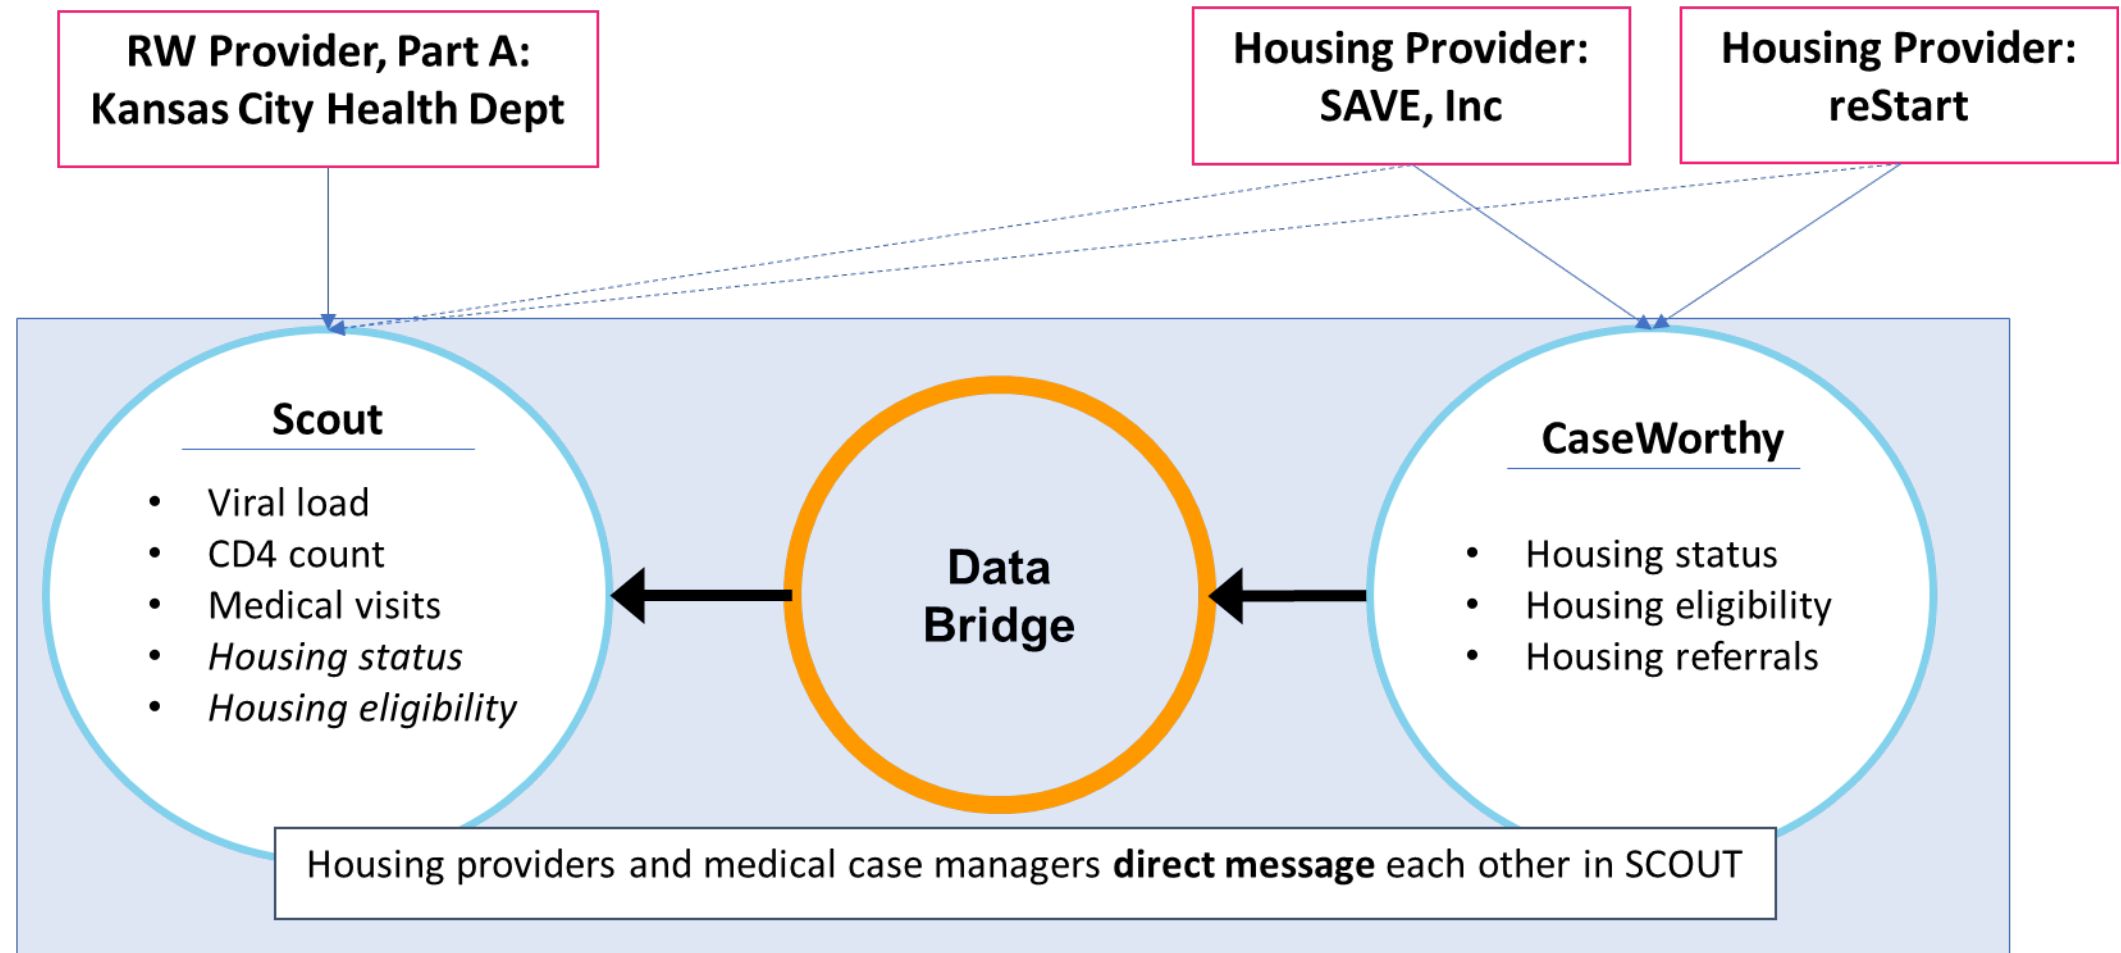 RW Provider, Part A:
Kansas City Health Dept
Housing Provider:
SAVE, Inc
Housing Provider:
reStart
Scout
• Viral load
• CD4 count
• Medical visits
• Housing status
• Housing eligibility
Data
Bridge
CaseWorthy
• Housing status
• Housing eligibility
• Housing referrals
Housing providers and medical case managers direct message each other in SCOUT